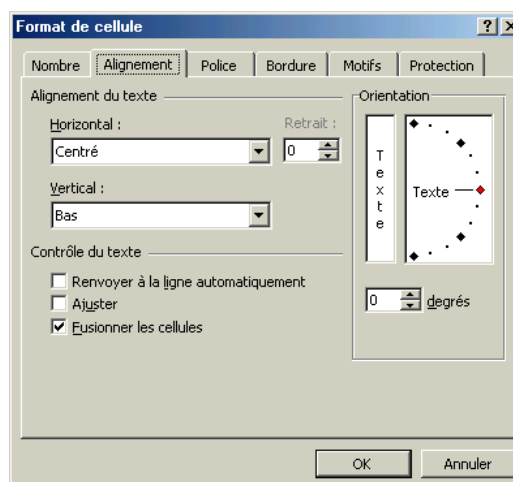 Format de cellule
Nombre Alignement Police Bordure Motifs Protection
Alignement du texte
Horizontal : Retrait :
Centré 0
Vertical :
Bas
Contrôle du texte
Renvoyer à la ligne automatiquement
Ajuster
Fusionner les cellules
Orientation
Texte
Texte
0 degrés
OK Annuler